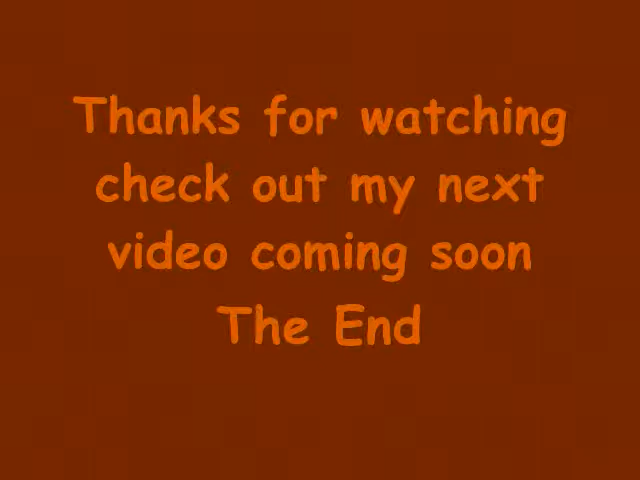 Thanks for watching
check out my next
video coming soon
The End